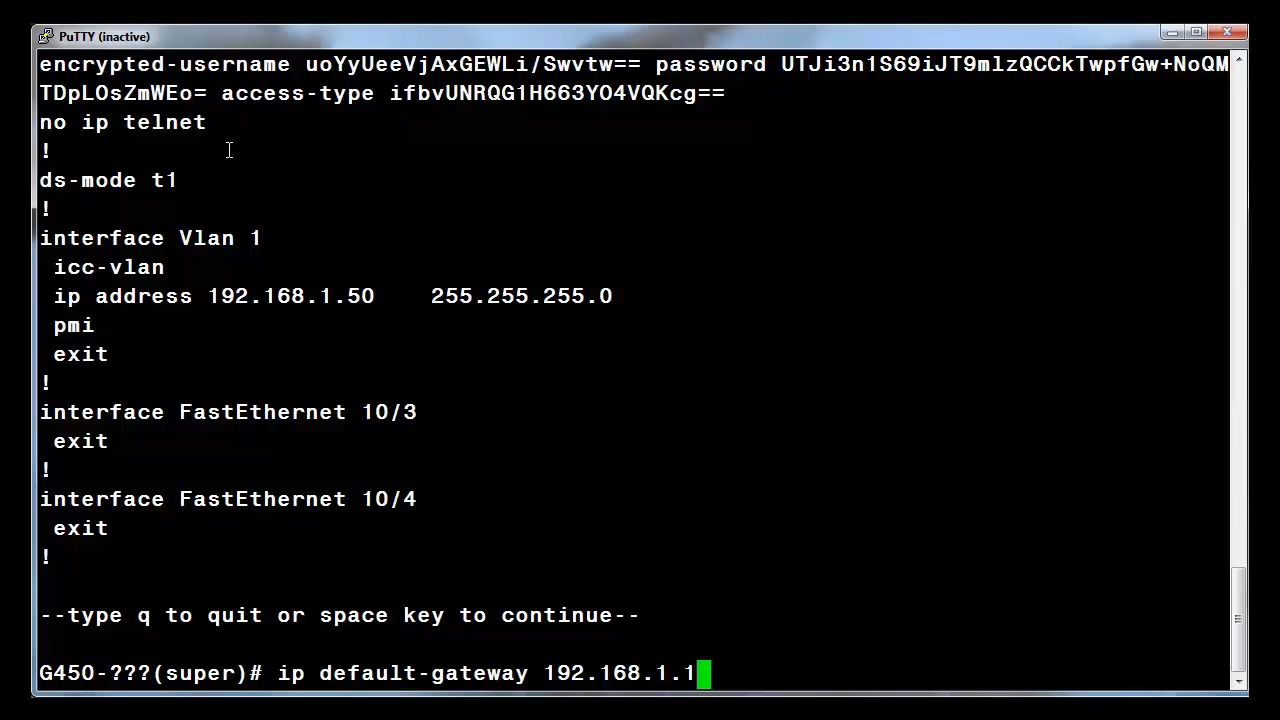 PuTTY (inactive)
encrypted-username uoYyUeeVjAxGEWLi/Swvtw== password UTJi3n1S69iJT9mlzQCCkTwpfGw+NoQM
TDpLOsZmWEo= access-type ifbvUNRQG1H663YO4VQKcg==
no ip telnet
!
ds-mode t1
!
interface Vlan 1
icc-vlan
ip address 192.168.1.50    255.255.255.0
pmi
exit
!
interface FastEthernet 10/3
exit
!
interface FastEthernet 10/4
exit
!
--type q to quit or space key to continue--
G450-???(super)# ip default-gateway 192.168.1.1